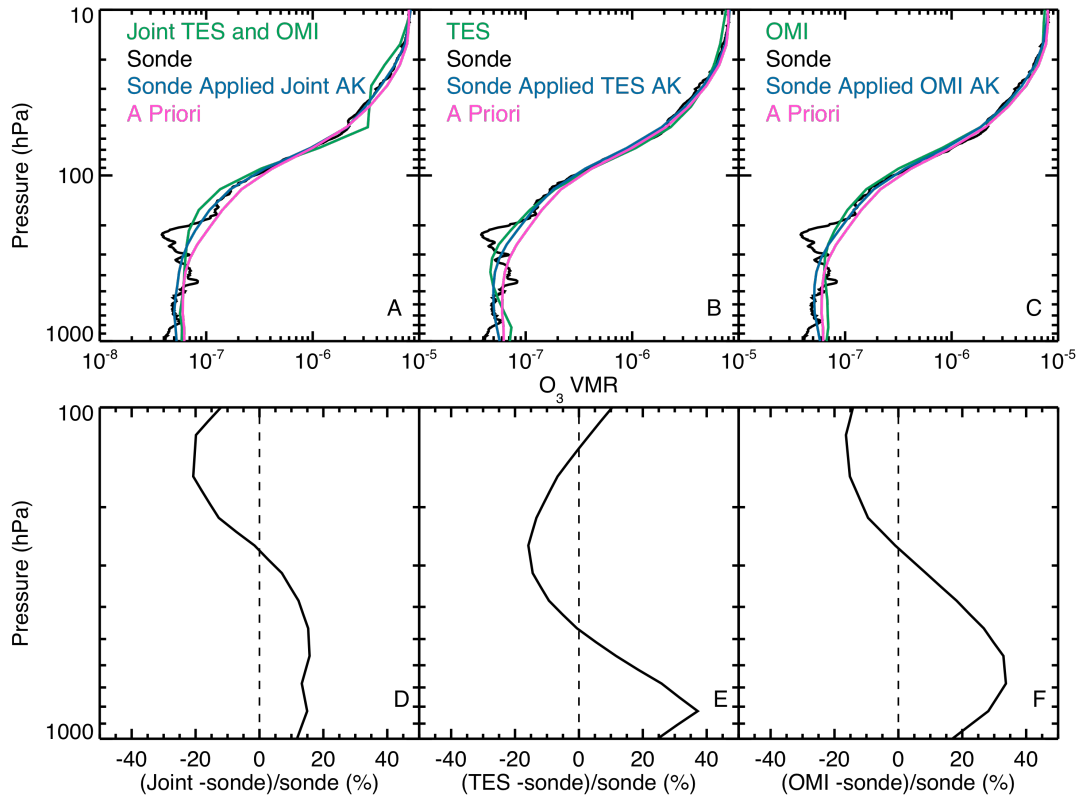 Joint TES and OMI
Sonde
Sonde Applied Joint AK
A Priori
TES
Sonde
Sonde Applied TES AK
A Priori
OMI
Sonde
Sonde Applied OMI AK
A Priori
10
100
1000
Pressure (hPa)
A
B
C
10-8 10-7 10-6 10-5 10-7 10-6 10-5 10-7 10-6 10-5
O3 VMR
100
1000
Pressure (hPa)
D
E
F
-40 -20 0 20 40 -40 -20 0 20 40 -40 -20 0 20 40
(Joint -sonde)/sonde (%) (TES -sonde)/sonde (%) (OMI -sonde)/sonde (%)